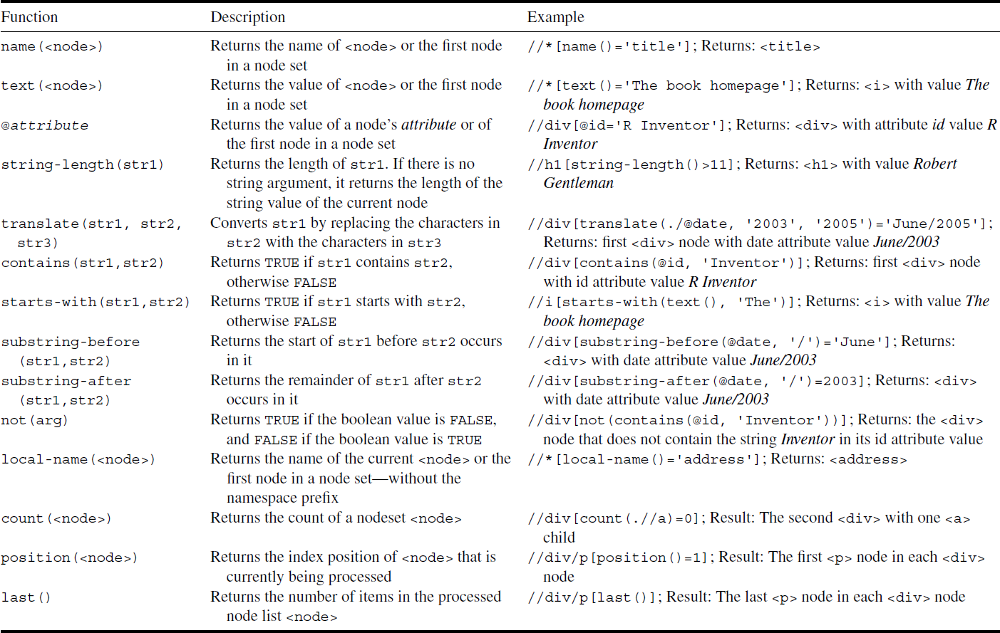 Function Description Example
name(<node>) Returns the name of <node> or the first node //*[name()='title']; Returns: <title>
in a node set
text(<node>) Returns the value of <node> or the first node //*[text()='The book homepage']; Returns: <i> with value The
in a node set book homepage
@attribute Returns the value of a node's attribute or of //div[@id='R Inventor']; Returns: <div> with attribute id value R
the first node in a node set Inventor
string-length(str1) Returns the length of str1. If there is no //h1[string-length()>11]; Returns: <h1> with value Robert
string argument, it returns the length of the Gentleman
string value of the current node
translate(str1, str2, Converts str1 by replacing the characters in //div[translate(./@date, '2003', '2005')='June/2005'];
str3) str2 with the characters in str3 Returns: first <div> node with date attribute value June/2003
contains(str1,str2) Returns TRUE if str1 contains str2, //div[contains(@id, 'Inventor')]; Returns: first <div> node
otherwise FALSE with id attribute value R Inventor
starts-with(str1,str2) Returns TRUE if str1 starts with str2, //i[starts-with(text(), 'The')]; Returns: <i> with value The
otherwise FALSE book homepage
substring-before Returns the start of str1 before str2 occurs //div[substring-before(@date, '/')='June']; Returns:
(str1,str2) in it <div> with date attribute value June/2003
substring-after Returns the remainder of str1 after str2 //div[substring-after(@date, '/')=2003]; Returns: <div>
(str1,str2) occurs in it with date attribute value June/2003
not(arg) Returns TRUE if the boolean value is FALSE, //div[not(contains(@id, 'Inventor'))]; Returns: the <div>
and FALSE if the boolean value is TRUE node that does not contain the string Inventor in its id attribute value
local-name(<node>) Returns the name of the current <node> or the //*[local-name()='address']; Returns: <address>
first node in a node set—without the
namespace prefix
count(<node>) Returns the count of a nodeset <node> //div[count(.//a)=0]; Result: The second <div> with one <a>
child
position(<node>) Returns the index position of <node> that is //div/p[position()=1]; Result: The first <p> node in each <div>
currently being processed node
last() Returns the number of items in the processed //div/p[last()]; Result: The last <p> node in each <div> node
node list <node>